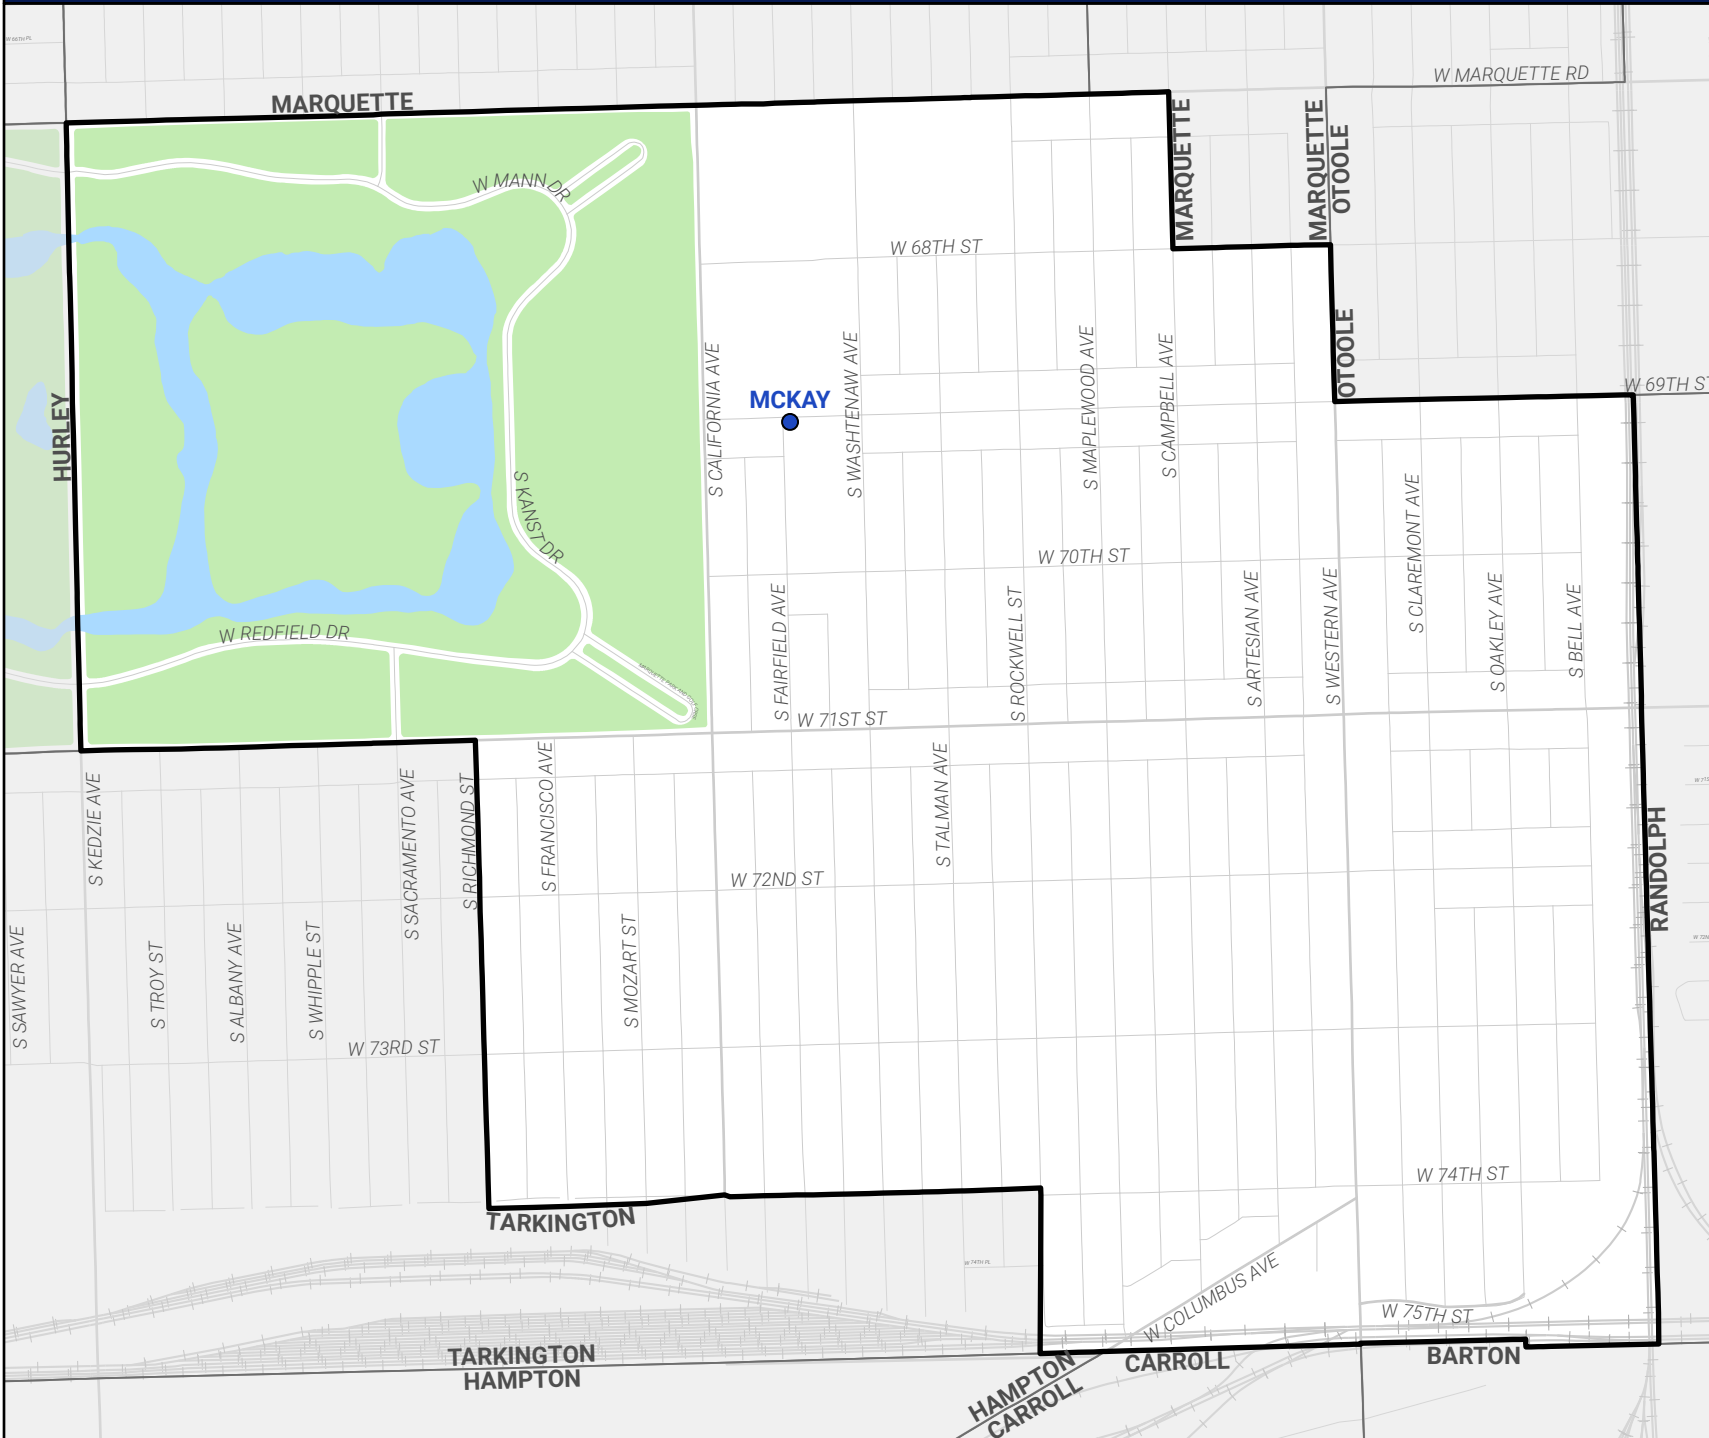 W 66TH PL
W MARQUETTE RD
MARQUETTE
MARQUETTE
MARQUETTE
OTOOLE
W MANN DR
W 68TH ST
OTOOLE
W 69TH ST
MCKAY
HURLEY
S CALIFORNIA AVE
S WASHTENAW AVE
S MAPLEWOOD AVE
S CAMPBELL AVE
S KANST DR
S CLAREMONT AVE
W 70TH ST
S FAIRFIELD AVE
S ROCKWELL ST
S ARTESIAN AVE
S WESTERN AVE
S OAKLEY AVE
S BELL AVE
W REDFIELD DR
W 71ST ST
S KEDZIE AVE
S SACRAMENTO AVE
S RICHMOND ST
S FRANCISCO AVE
S TALMAN AVE
RANDOLPH
W 72ND ST
S SAWYER AVE
S TROY ST
S ALBANY AVE
S WHIPPLE ST
S MOZART ST
W 73RD ST
W 74TH ST
TARKINGTON
W 74TH PL
W COLUMBUS AVE
W 75TH ST
TARKINGTON
HAMPTON
HAMPTON
CARROLL
CARROLL
BARTON